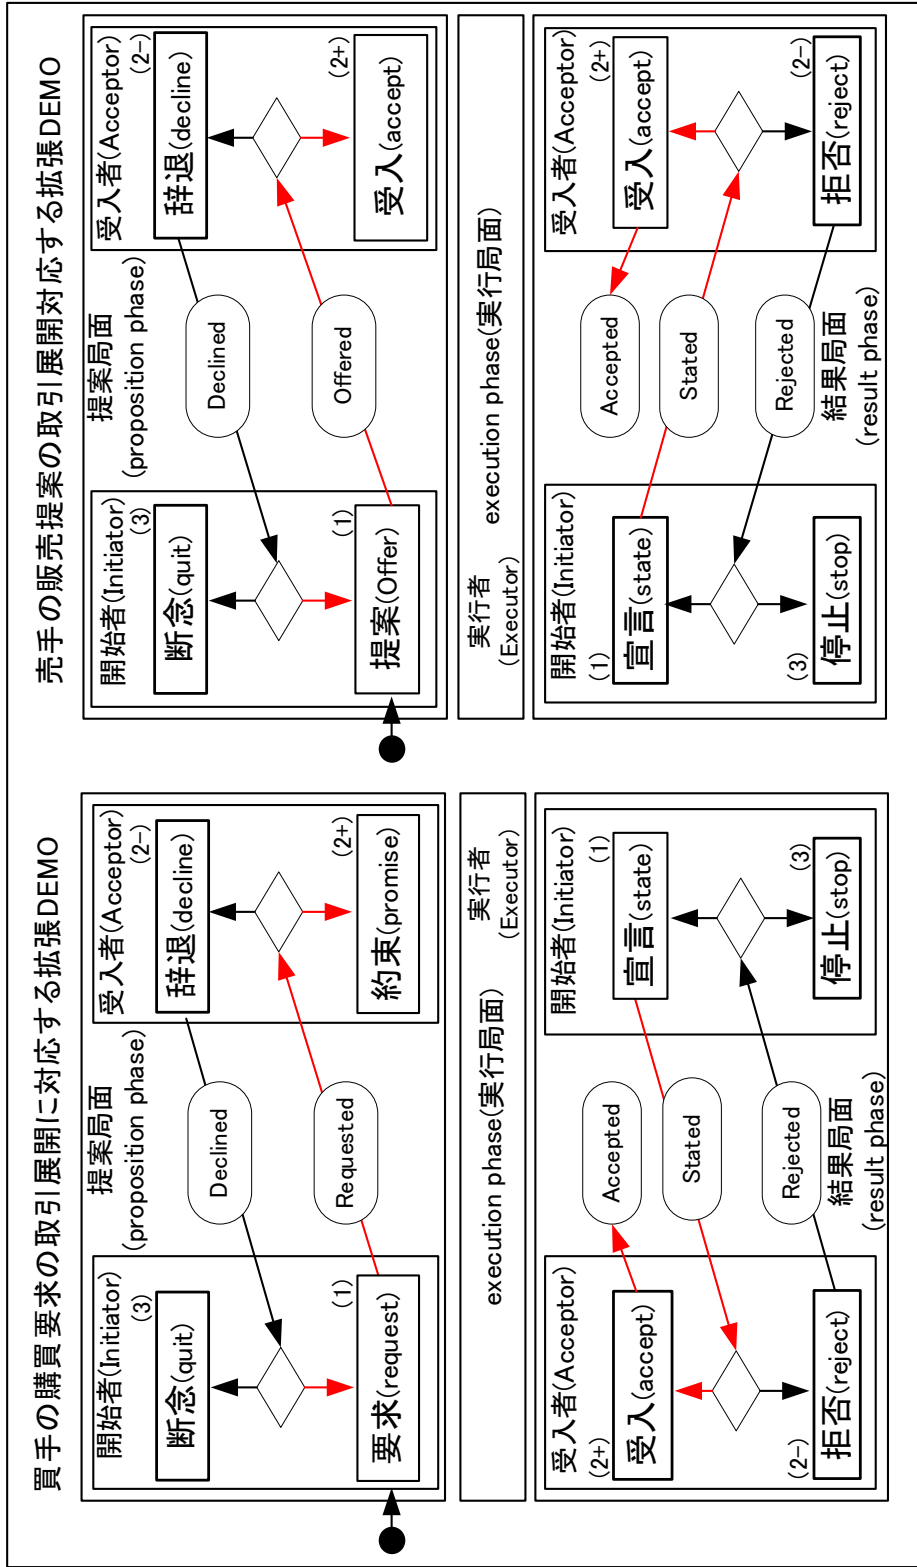 買手の購買要求の取引展開に対応する拡張DEMO
開始者(Initiator)
(3)
断念(quit)
(1)
要求(request)
提案局面
(proposition phase)
Declined
Requested
受入者(Acceptor)
(2−)
辞退(decline)
(2+)
約束(promise)
execution phase(実行局面)
実行者
(Executor)
受入者(Acceptor)
(2+)
受入(accept)
(2−)
拒否(reject)
Accepted
Stated
Rejected
結果局面
(result phase)
開始者(Initiator)
(1)
宣言(state)
(3)
停止(stop)
売手の販売提案の取引展開対応する拡張DEMO
開始者(Initiator)
(3)
断念(quit)
(1)
提案(Offer)
提案局面
(proposition phase)
Declined
Offered
受入者(Acceptor)
(2−)
辞退(decline)
(2+)
受入(accept)
実行者
(Executor)
execution phase(実行局面)
開始者(Initiator)
(1)
宣言(state)
(3)
停止(stop)
Accepted
Stated
Rejected
結果局面
(result phase)
受入者(Acceptor)
(2+)
受入(accept)
(2−)
拒否(reject)